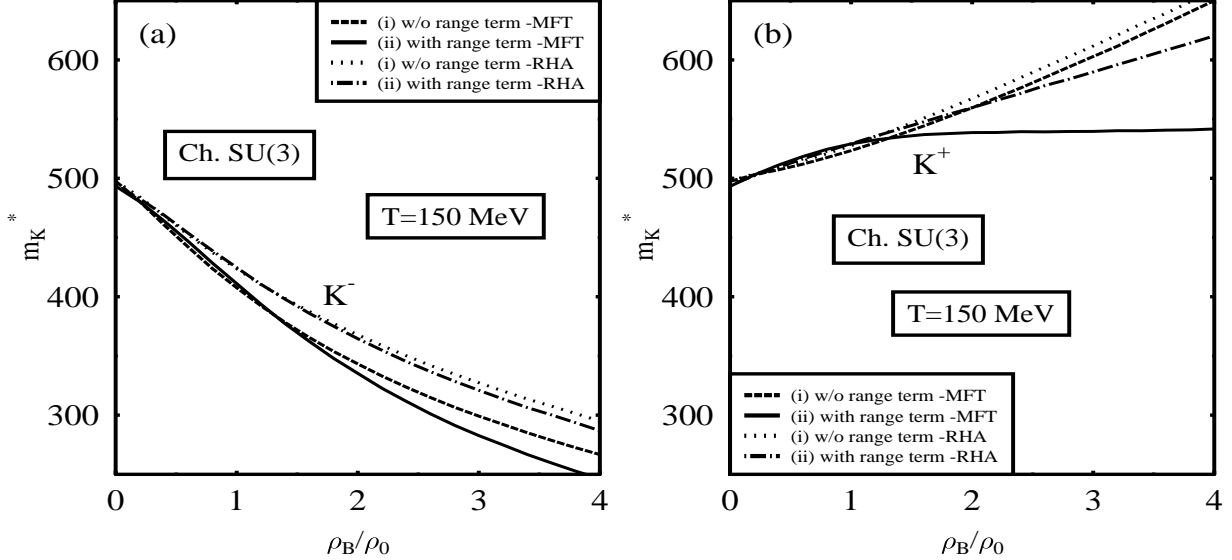 (a)
(i) w/o range term -MFT
(ii) with range term -MFT
(i) w/o range term -RHA
(ii) with range term -RHA
Ch. SU(3)
T=150 MeV
K⁻
600
500
400
300
m_K*
0 1 2 3 4
ρ_B/ρ_0
(b)
K⁺
Ch. SU(3)
T=150 MeV
(i) w/o range term -MFT
(ii) with range term -MFT
(i) w/o range term -RHA
(ii) with range term -RHA
600
500
400
300
m_K*
0 1 2 3 4
ρ_B/ρ_0